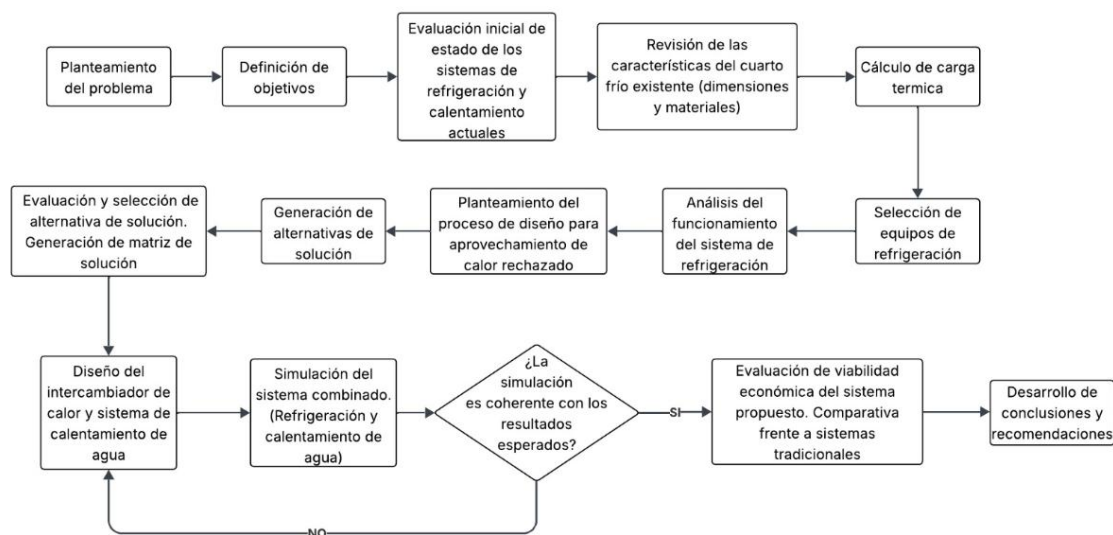 Planteamiento
del problema
Definición de
objetivos
Evaluación inicial
de estado de los
sistemas de
refrigeración y
calentamiento
actuales
Revisión de las
características del cuarto
frío existente (dimensiones
y materiales)
Cálculo de carga
termica
Selección de
equipos de
refrigeración
Análisis del
funcionamiento
del sistema de
refrigeración
Planteamiento del
proceso de diseño para
aprovechamiento de
calor rechazado
Generación de
alternativas de
solución
Evaluación y selección de
alternativa de solución.
Generación de matriz de
solución
Diseño del
intercambiador de
calor y sistema de
calentamiento de
agua
Simulación del
sistema combinado.
(Refrigeración y
calentamiento de
agua)
¿La
simulación
es coherente con los
resultados
esperados?
SI
NO
Evaluación de viabilidad
económica del sistema
propuesto. Comparativa
frente a sistemas
tradicionales
Desarrollo de
conclusiones y
recomendaciones